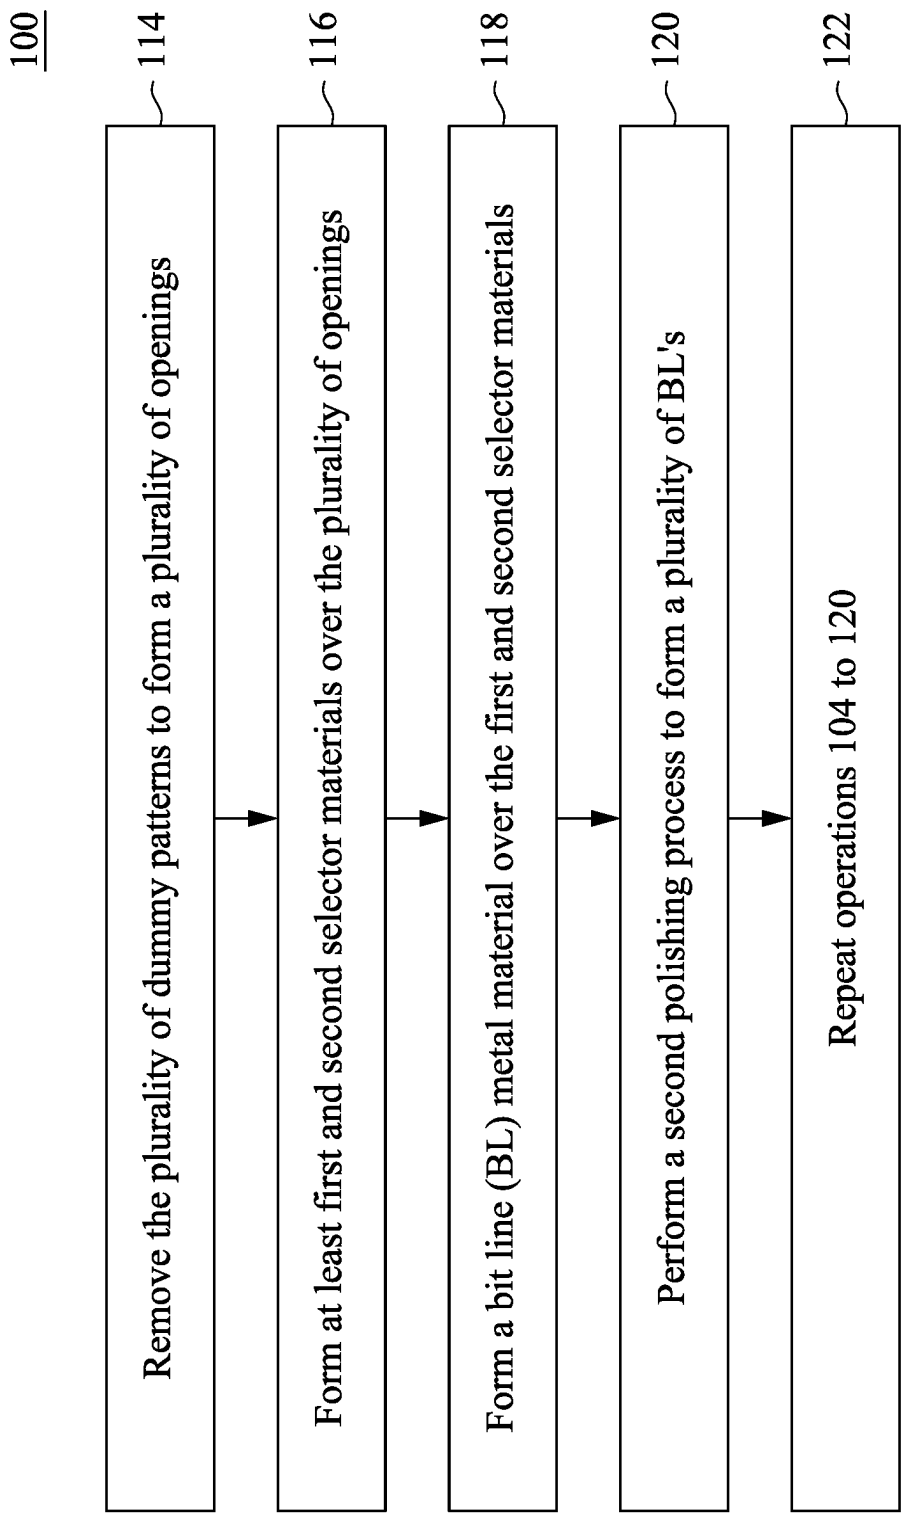 100
Remove the plurality of dummy patterns to form a plurality of openings
114
Form at least first and second selector materials over the plurality of openings
116
Form a bit line (BL) metal material over the first and second selector materials
118
Perform a second polishing process to form a plurality of BL's
120
Repeat operations 104 to 120
122